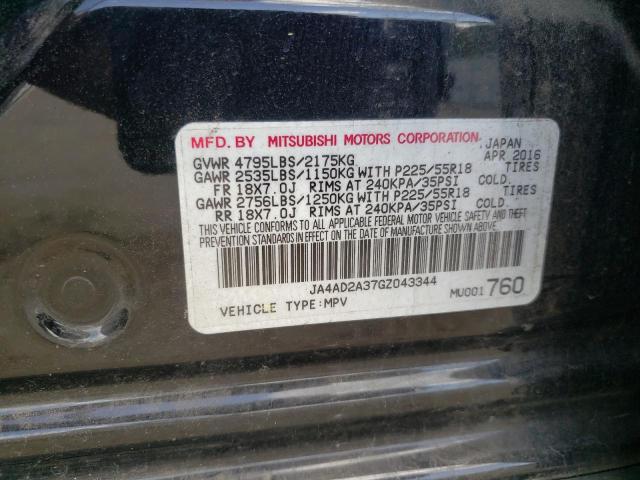 MFD. BY MITSUBISHI MOTORS CORPORATION. JAPAN
GVWR 4795LBS/2175KG APR 2016
GAWR 2535LBS/1150KG WITH P225/55R18 TIRES
FR 18X7.0J RIMS AT 240KPA/35PSI COLD.
GAWR 2756LBS/1250KG WITH P225/55R18 TIRES
RR 18X7.0J RIMS AT 240KPA/35PSI COLD.
THIS VEHICLE CONFORMS TO ALL APPLICABLE FEDERAL MOTOR VEHICLE SAFETY AND THEFT
PREVENTION STANDARDS IN EFFECT ON THE DATE OF MANUFACTURE SHOWN ABOVE.
JA4AD2A37GZ043344
VEHICLE TYPE:MPV MU001 760